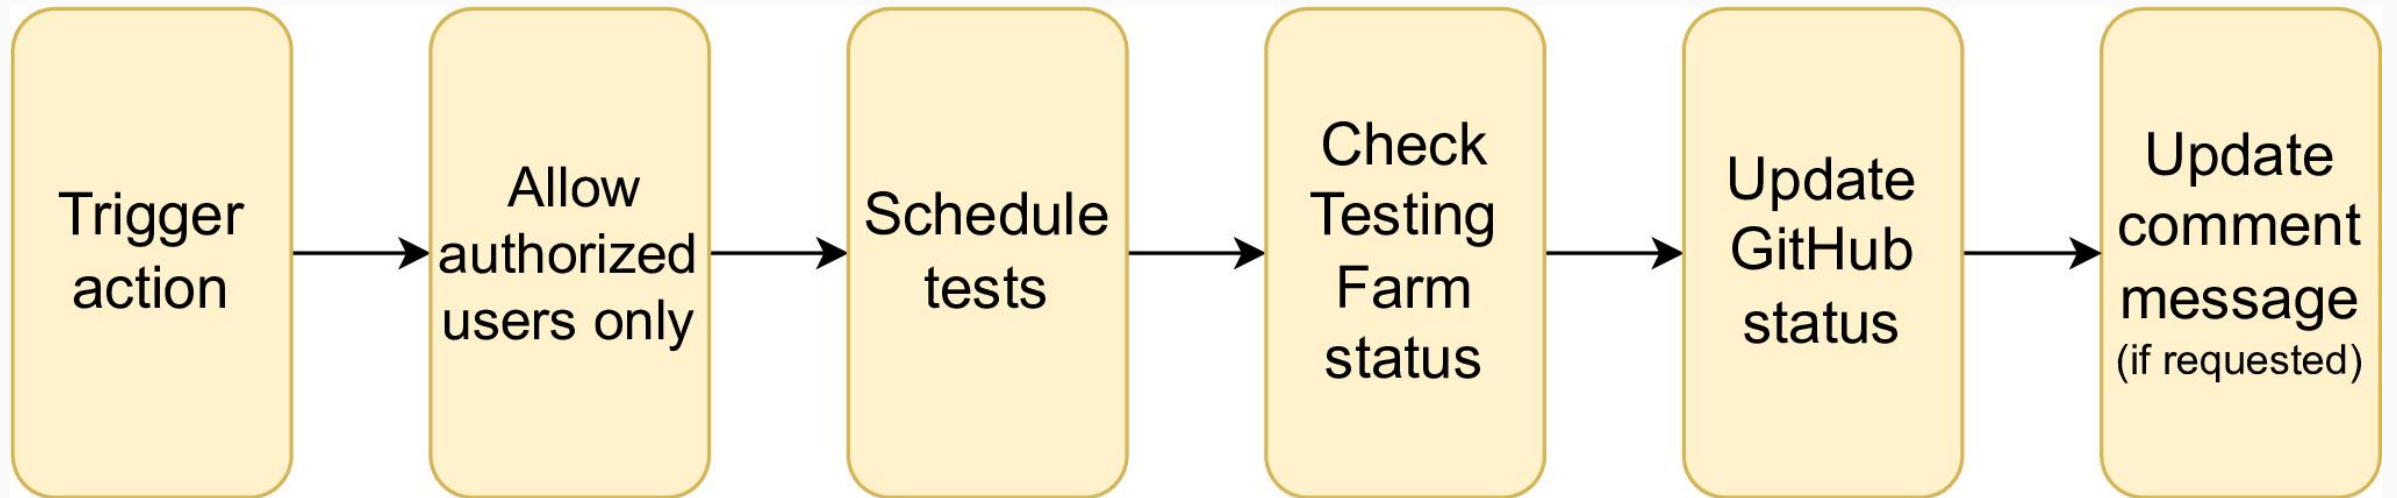 Trigger
action
Allow
authorized
users only
Schedule
tests
Check
Testing
Farm
status
Update
GitHub
status
Update
comment
message
(if requested)